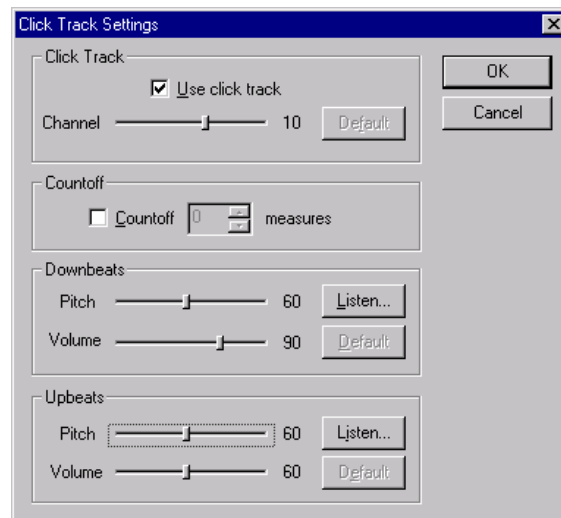 Click Track Settings
Click Track
Use click track
Channel 10 Default
OK
Cancel
Countoff
Countoff 0 measures
Downbeats
Pitch 60 Listen...
Volume 90 Default
Upbeats
Pitch 60 Listen...
Volume 60 Default